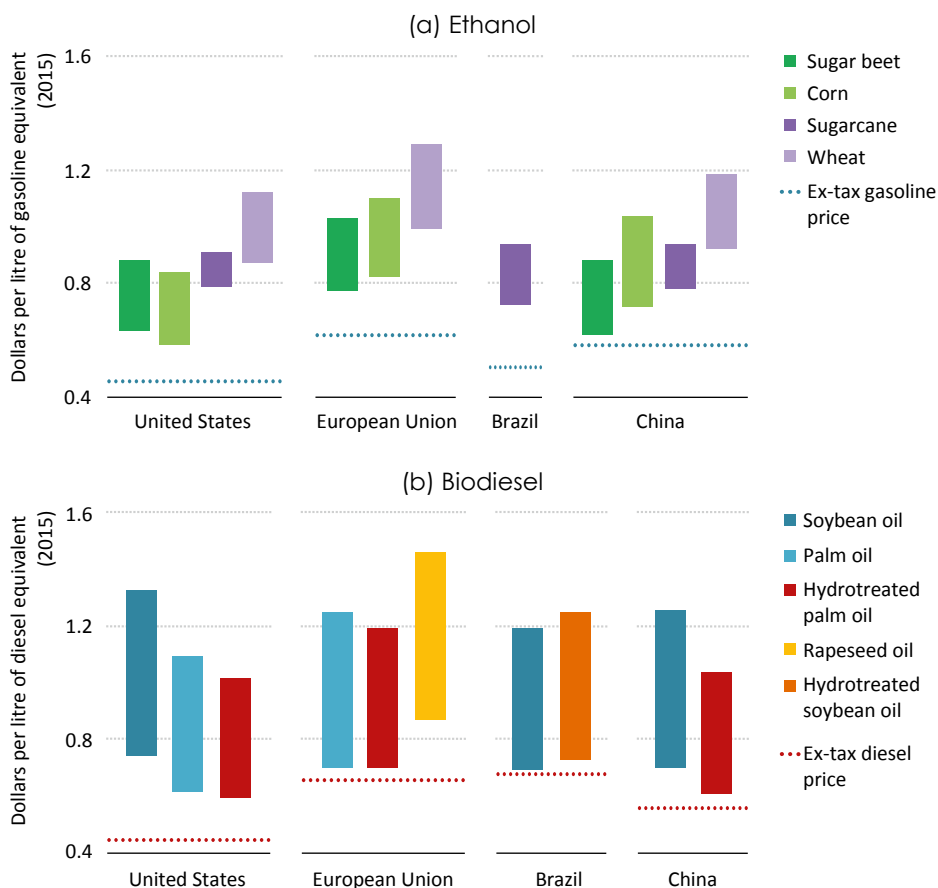 (a) Ethanol
Dollars per litre of gasoline equivalent
(2015)
1.6
1.2
0.8
0.4
United States
European Union
Brazil
China
Sugar beet
Corn
Sugarcane
Wheat
Ex-tax gasoline
price
(b) Biodiesel
Dollars per litre of diesel equivalent
(2015)
1.6
1.2
0.8
0.4
United States
European Union
Brazil
China
Soybean oil
Palm oil
Hydrotreated
palm oil
Rapeseed oil
Hydrotreated
soybean oil
Ex-tax diesel
price